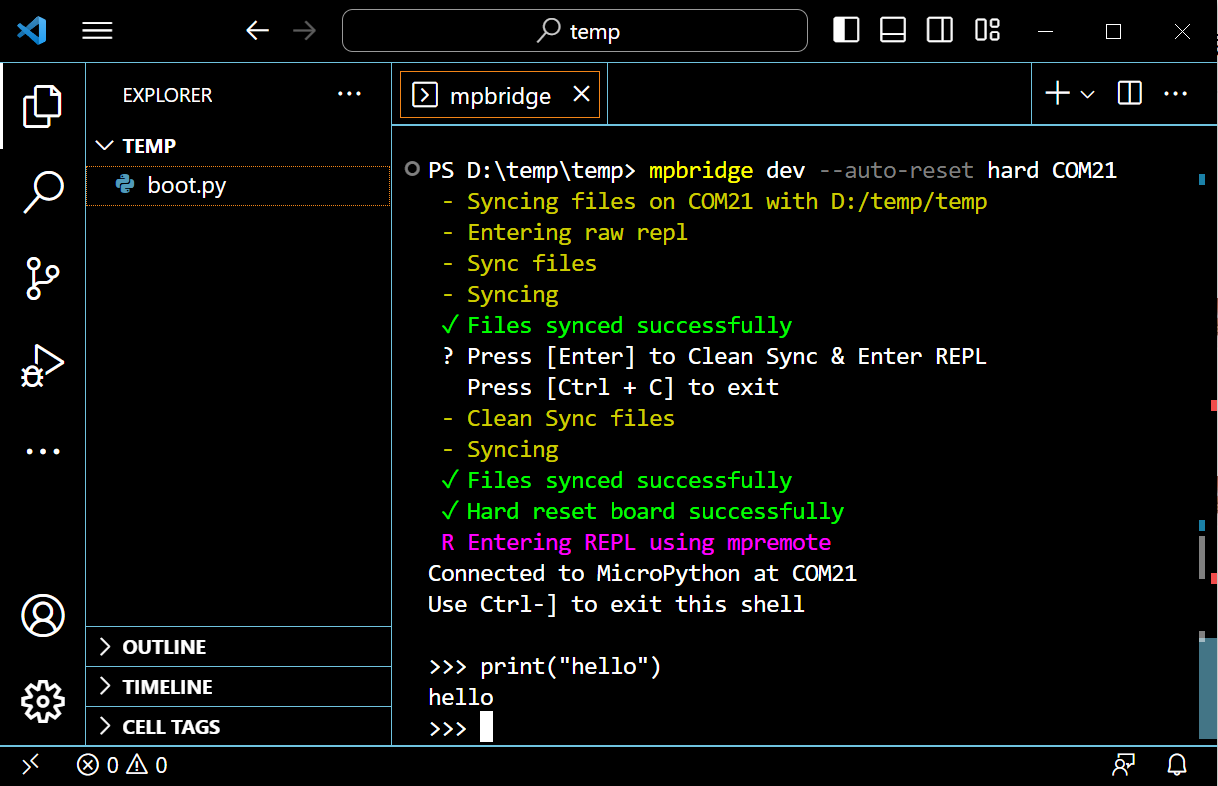 temp
EXPLORER
TEMP
boot.py
OUTLINE
TIMELINE
CELL TAGS
mpbridge
PS D:\temp\temp> mpbridge dev --auto-reset hard COM21
- Syncing files on COM21 with D:/temp/temp
- Entering raw repl
- Sync files
- Syncing
✓ Files synced successfully
? Press [Enter] to Clean Sync & Enter REPL
Press [Ctrl + C] to exit
- Clean Sync files
- Syncing
✓ Files synced successfully
✓ Hard reset board successfully
R Entering REPL using mpremote
Connected to MicroPython at COM21
Use Ctrl-] to exit this shell
>>> print("hello")
hello
>>>
0 0